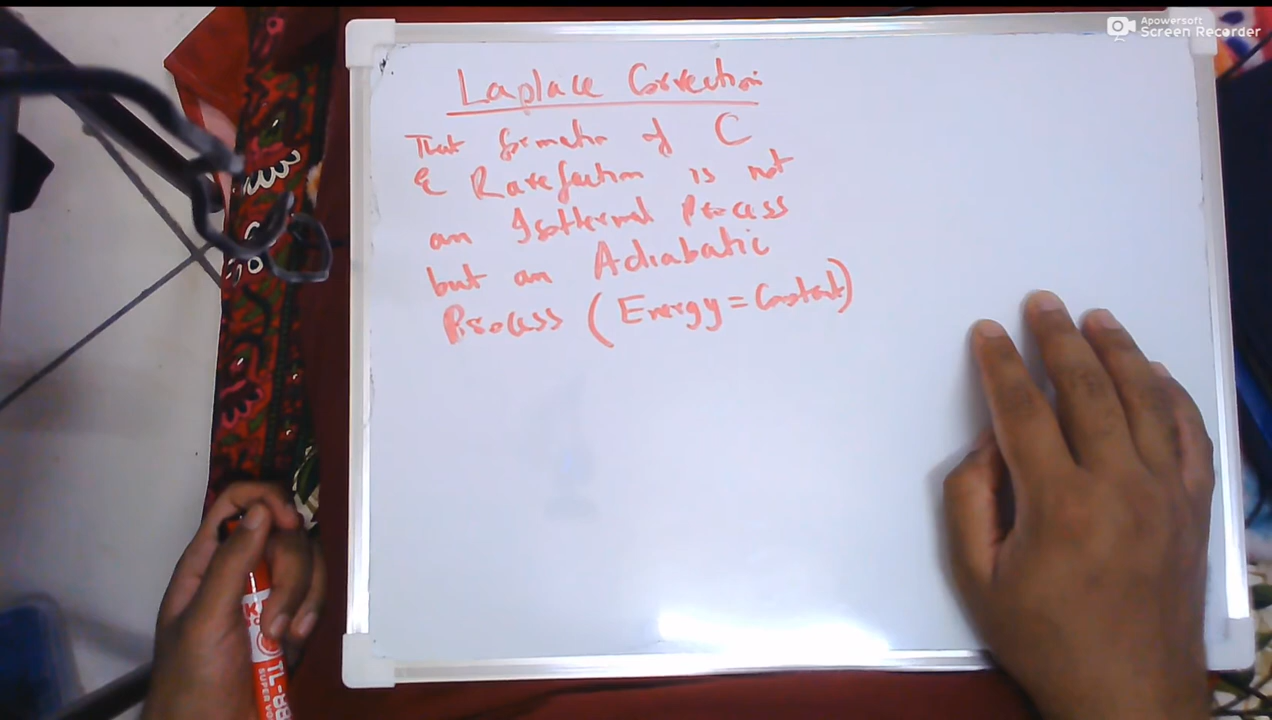 Laplace Correction
That formation of C
& Rarefaction is not
an Isothermal Process
but an Adiabatic
Process (Energy = Constant)
Apowersoft
Screen Recorder
SUPER